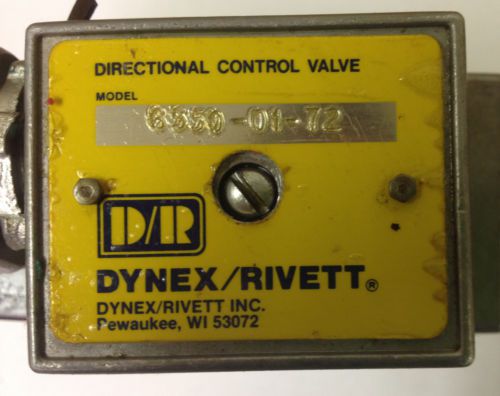 DIRECTIONAL CONTROL VALVE
MODEL
6550-01-72
D/R
DYNEX/RIVETT®
DYNEX/RIVETT INC.
Pewaukee, WI 53072